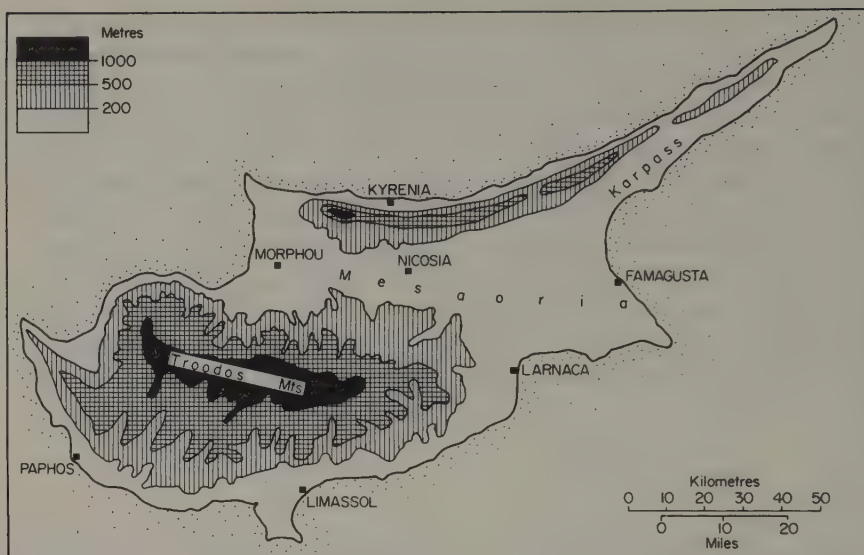 Metres
1000
500
200
KYRENIA
Karpass
MORPHOU
NICOSIA
Mesaoria
FAMAGUSTA
Troodos Mts
LARNACA
PAPHOS
LIMASSOL
Kilometres
0 10 20 30 40 50
0 10 20
Miles